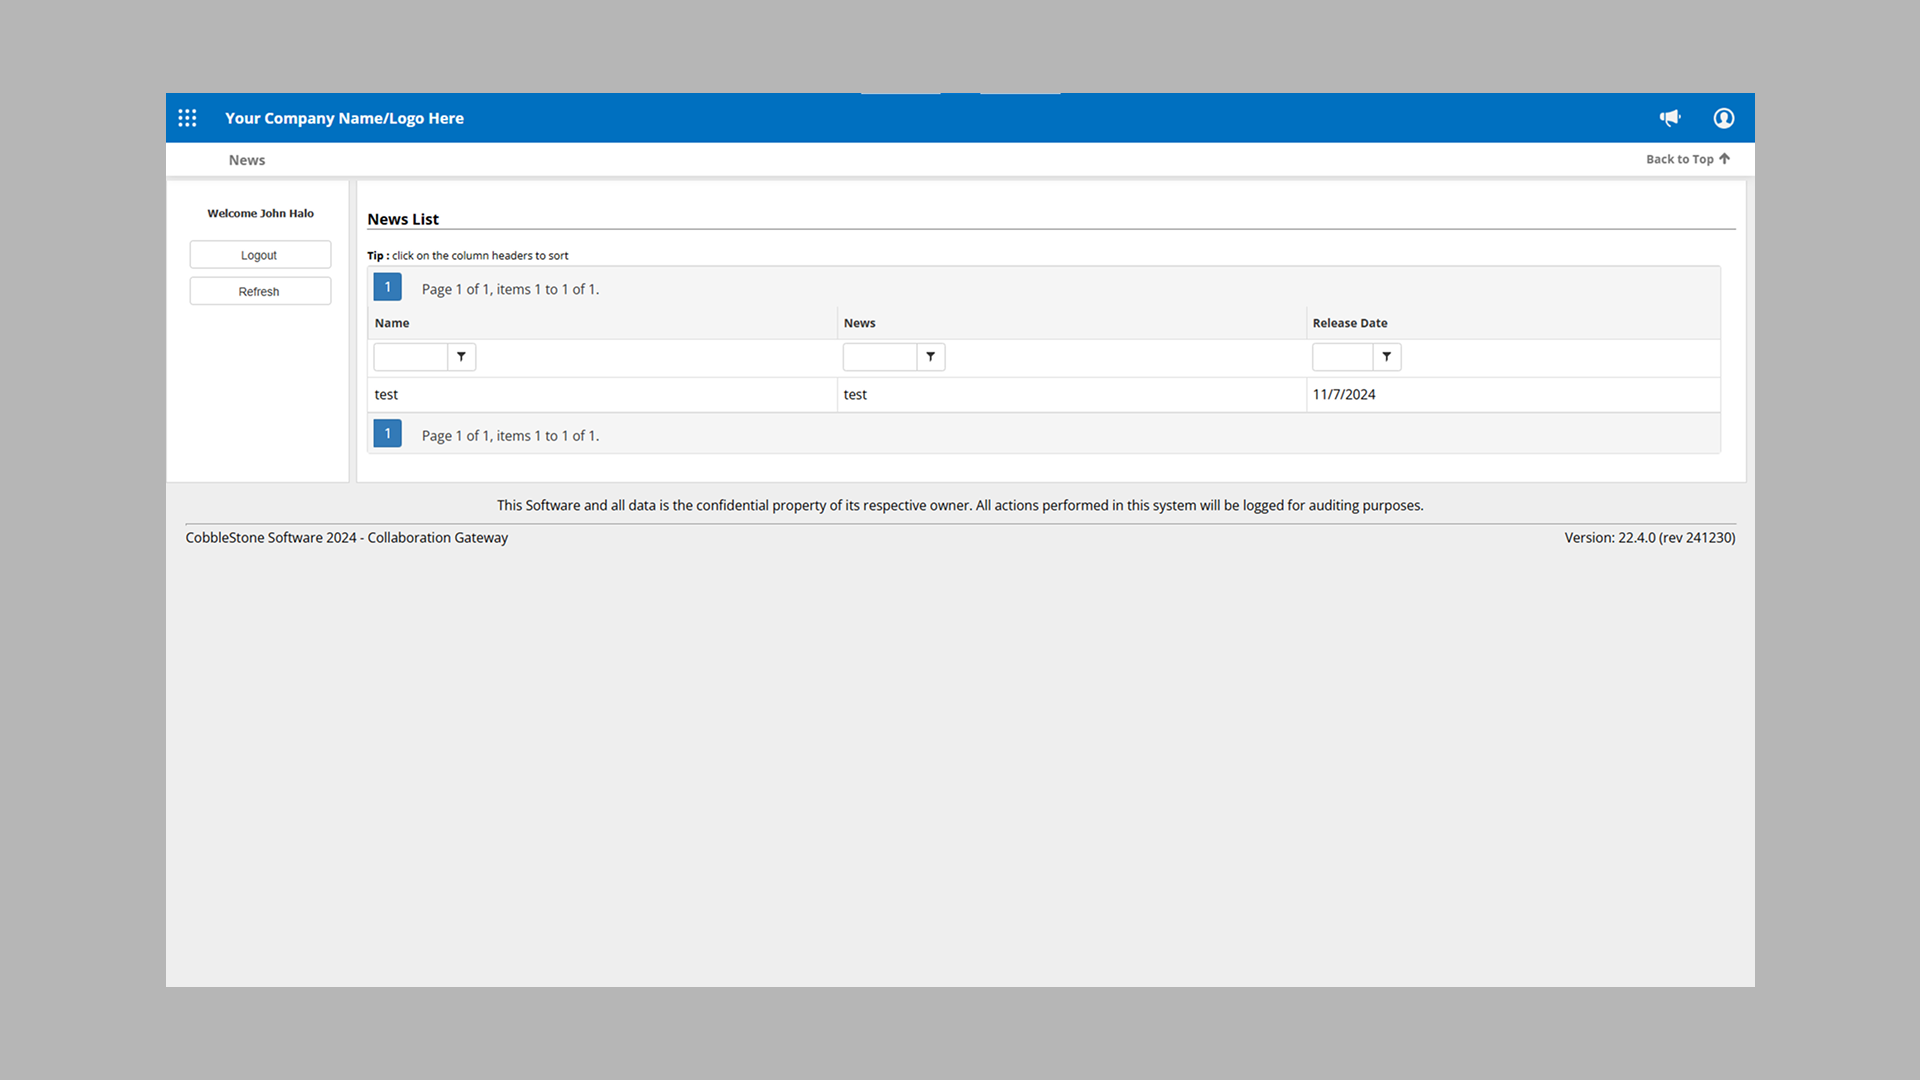 Your Company Name/Logo Here
News
Back to Top
Welcome John Halo
Logout
Refresh
News List
Tip : click on the column headers to sort
1 Page 1 of 1, items 1 to 1 of 1.
Name News Release Date
test test 11/7/2024
1 Page 1 of 1, items 1 to 1 of 1.
This Software and all data is the confidential property of its respective owner. All actions performed in this system will be logged for auditing purposes.
CobbleStone Software 2024 - Collaboration Gateway
Version: 22.4.0 (rev 241230)